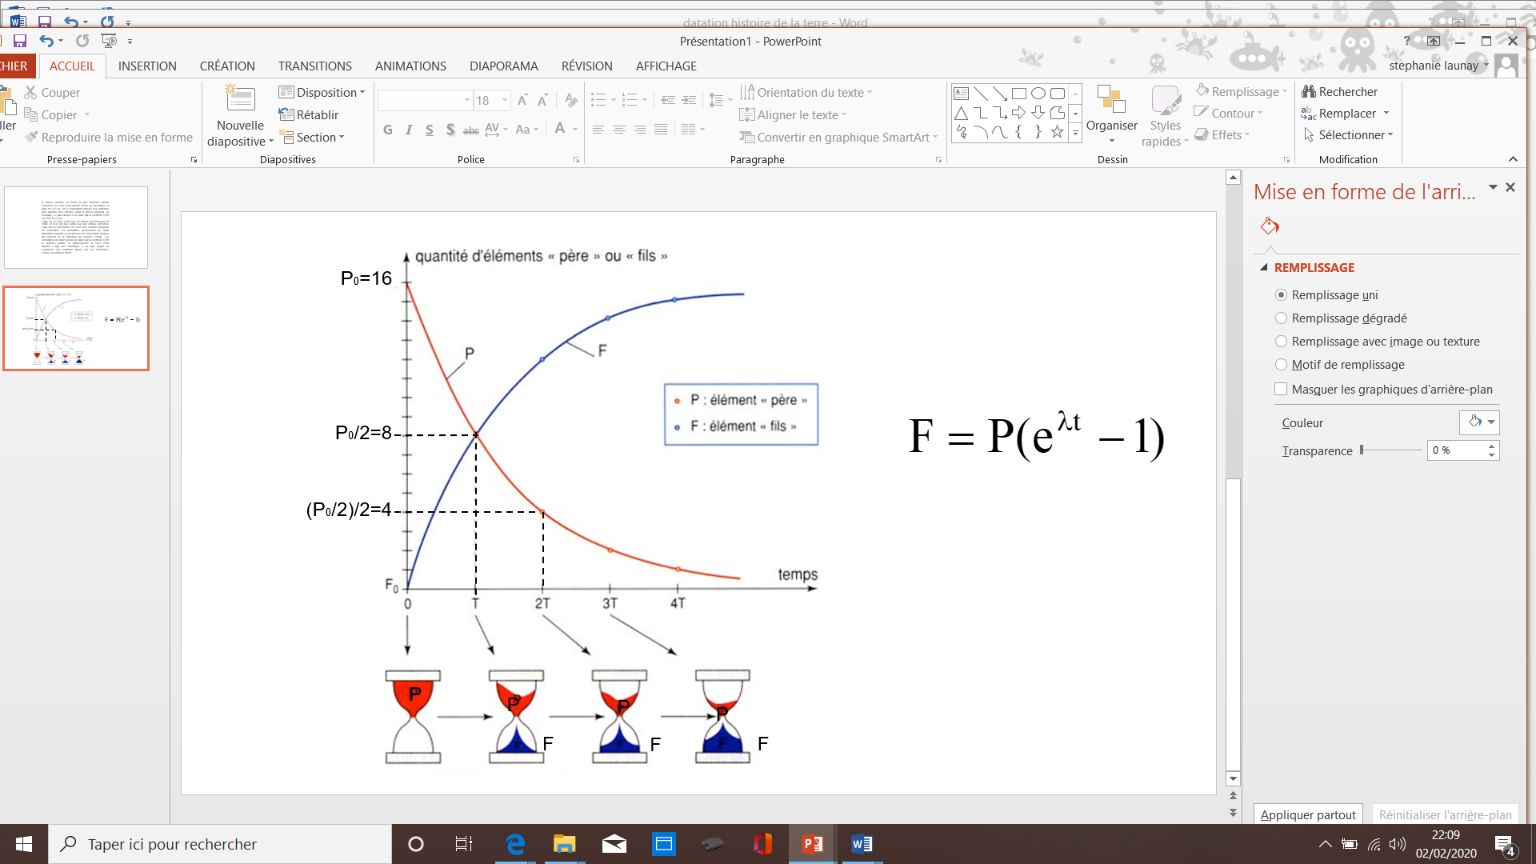 datation histoire de la terre - Word
Présentation1 - PowerPoint
?
HIER
ACCUEIL
INSERTION
CRÉATION
TRANSITIONS
ANIMATIONS
DIAPORAMA
RÉVISION
AFFICHAGE
stephanie launay
ller
Couper
Copier
Reproduire la mise en forme
Presse-papiers
Nouvelle
diapositive
Disposition
Rétablir
Section
Diapositives
18
G I S S abc AV Aa A
Police
Orientation du texte
Aligner le texte
Convertir en graphique SmartArt
Paragraphe
Organiser
Styles
rapides
Remplissage
Contour
Effets
Dessin
Rechercher
Remplacer
Sélectionner
Modification
quantité d'éléments « père » ou « fils »
P₀=16
P
F
P : élément « père »
F : élément « fils »
P₀/2=8
(P₀/2)/2=4
F₀
temps
0 T 2T 3T 4T
P P P P
F F F
F = P(e^λt − 1)
Mise en forme de l'arri...
REMPLISSAGE
Remplissage uni
Remplissage dégradé
Remplissage avec image ou texture
Motif de remplissage
Masquer les graphiques d'arrière-plan
Couleur
Transparence
0 %
Appliquer partout
Réinitialiser l'arrière-plan
Taper ici pour rechercher
22:09
02/02/2020
4